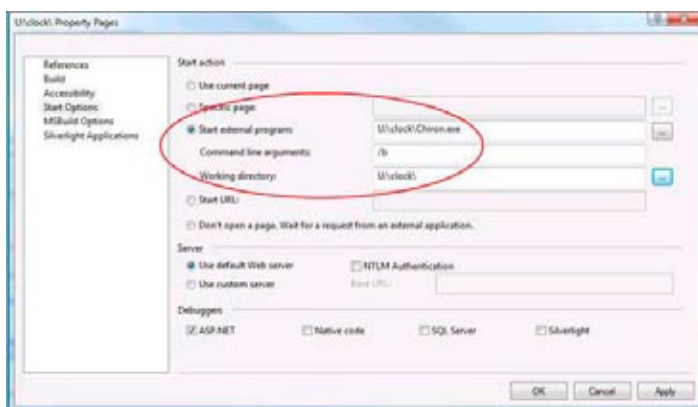 U:\clock\ Property Pages
References
Build
Accessibility
Start Options
MSBuild Options
Silverlight Applications
Start action
Use current page
Specific page:
Start external program:
U:\clock\Chiron.exe
Command line arguments:
/b
Working directory:
U:\clock\
Start URL:
Don't open a page. Wait for a request from an external application.
Server
Use default Web server
NTLM Authentication
Use custom server
Base URL:
Debuggers
ASP.NET
Native code
SQL Server
Silverlight
OK
Cancel
Apply